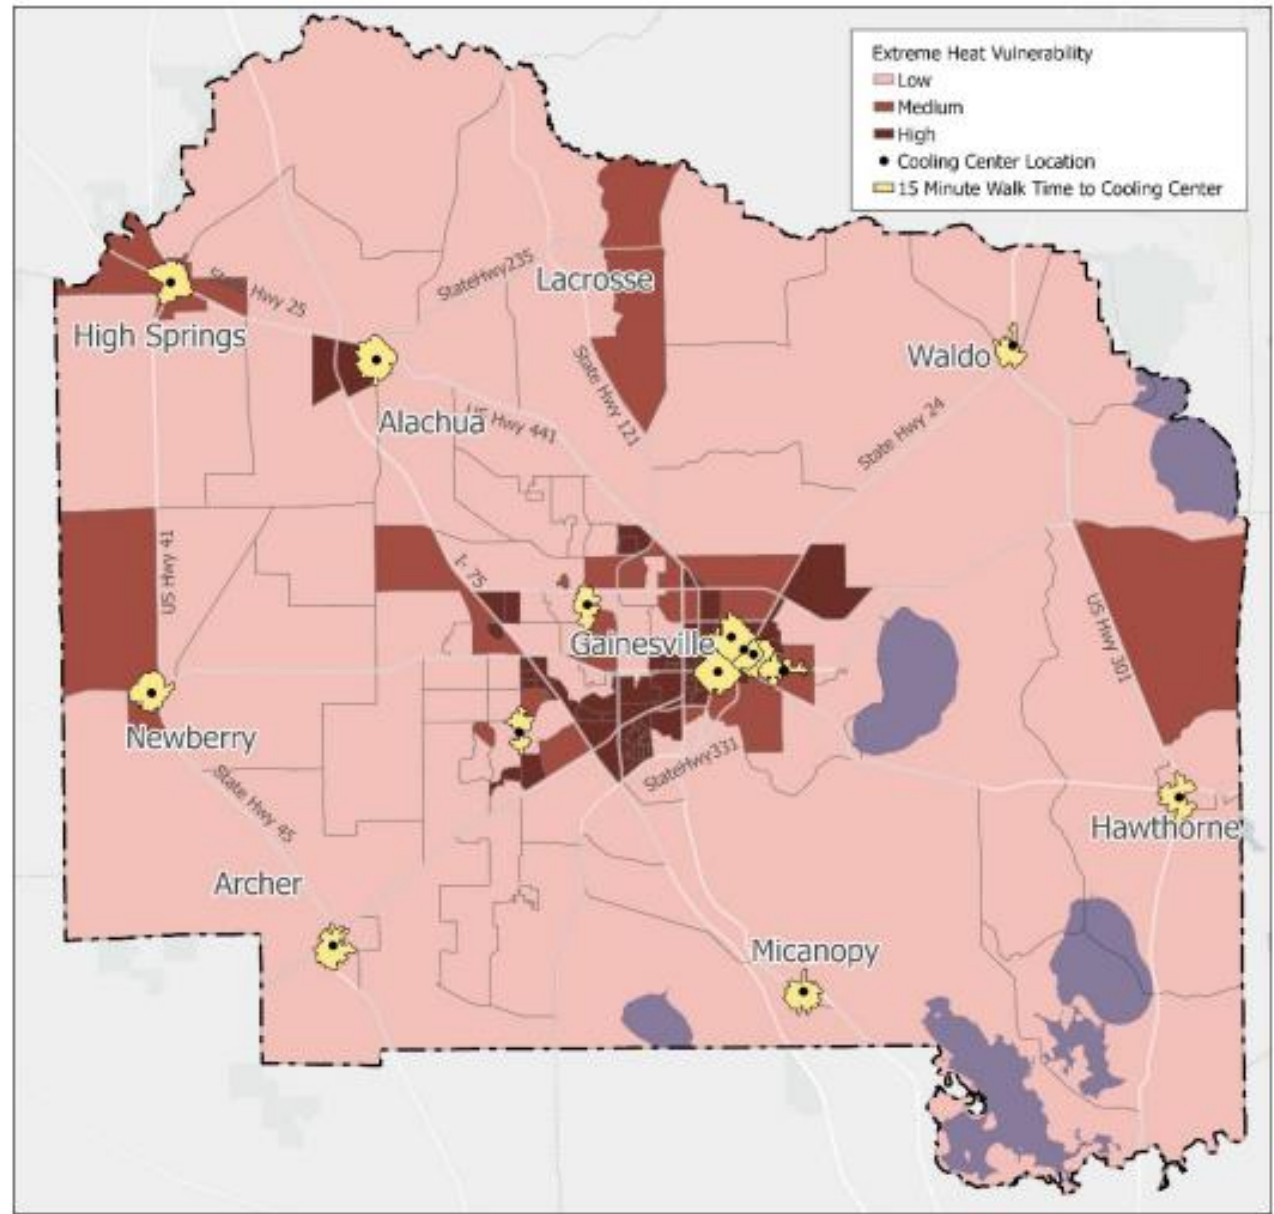 Extreme Heat Vulnerability
Low
Medium
High
Cooling Center Location
15 Minute Walk Time to Cooling Center
StateHwy235
Lacrosse
State Hwy 25
High Springs
Waldo
Alachua
US Hwy 441
State Hwy 121
State Hwy 24
US Hwy 41
I- 75
Gainesville
US Hwy 301
Newberry
StateHwy331
State Hwy 45
Hawthorne
Archer
Micanopy